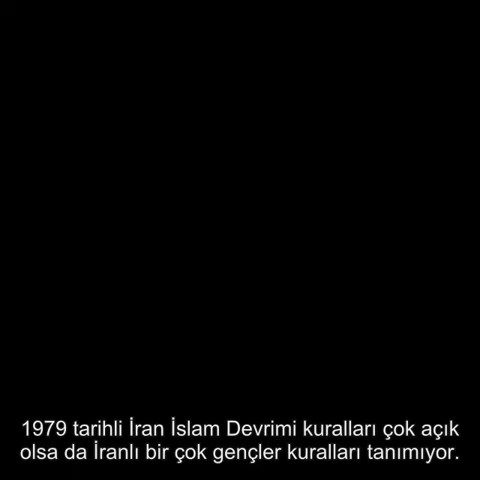 1979 tarihli İran İslam Devrimi kuralları çok açık
olsa da İranlı bir çok gençler kuralları tanımıyor.